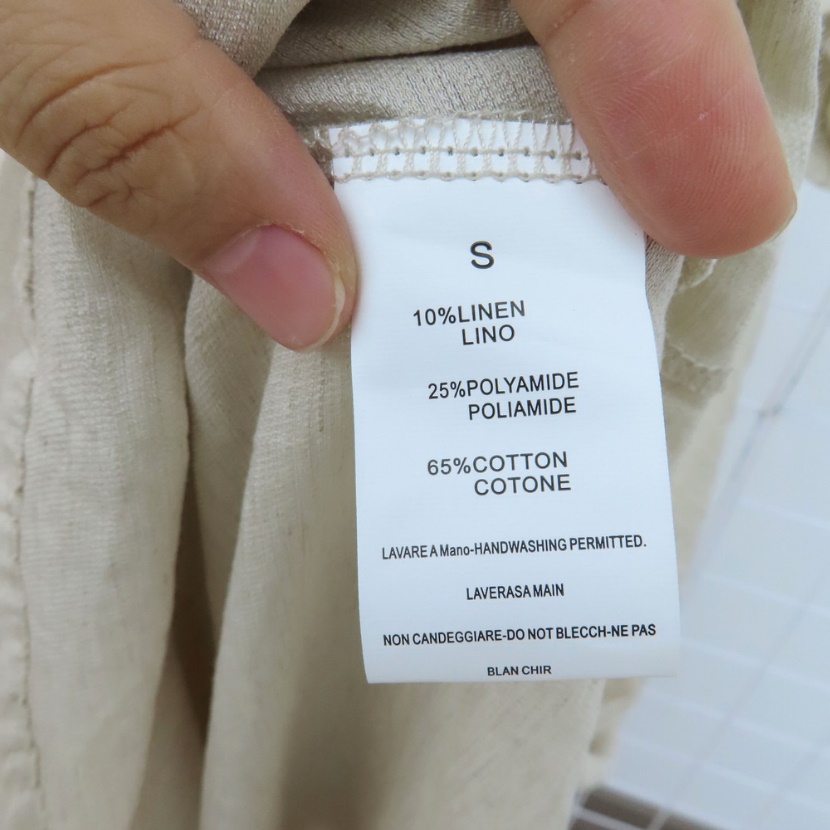 S
10%LINEN
LINO
25%POLYAMIDE
POLIAMIDE
65%COTTON
COTONE
LAVARE A Mano-HANDWASHING PERMITTED.
LAVERASA MAIN
NON CANDEGGIARE-DO NOT BLECCH-NE PAS
BLAN CHIR